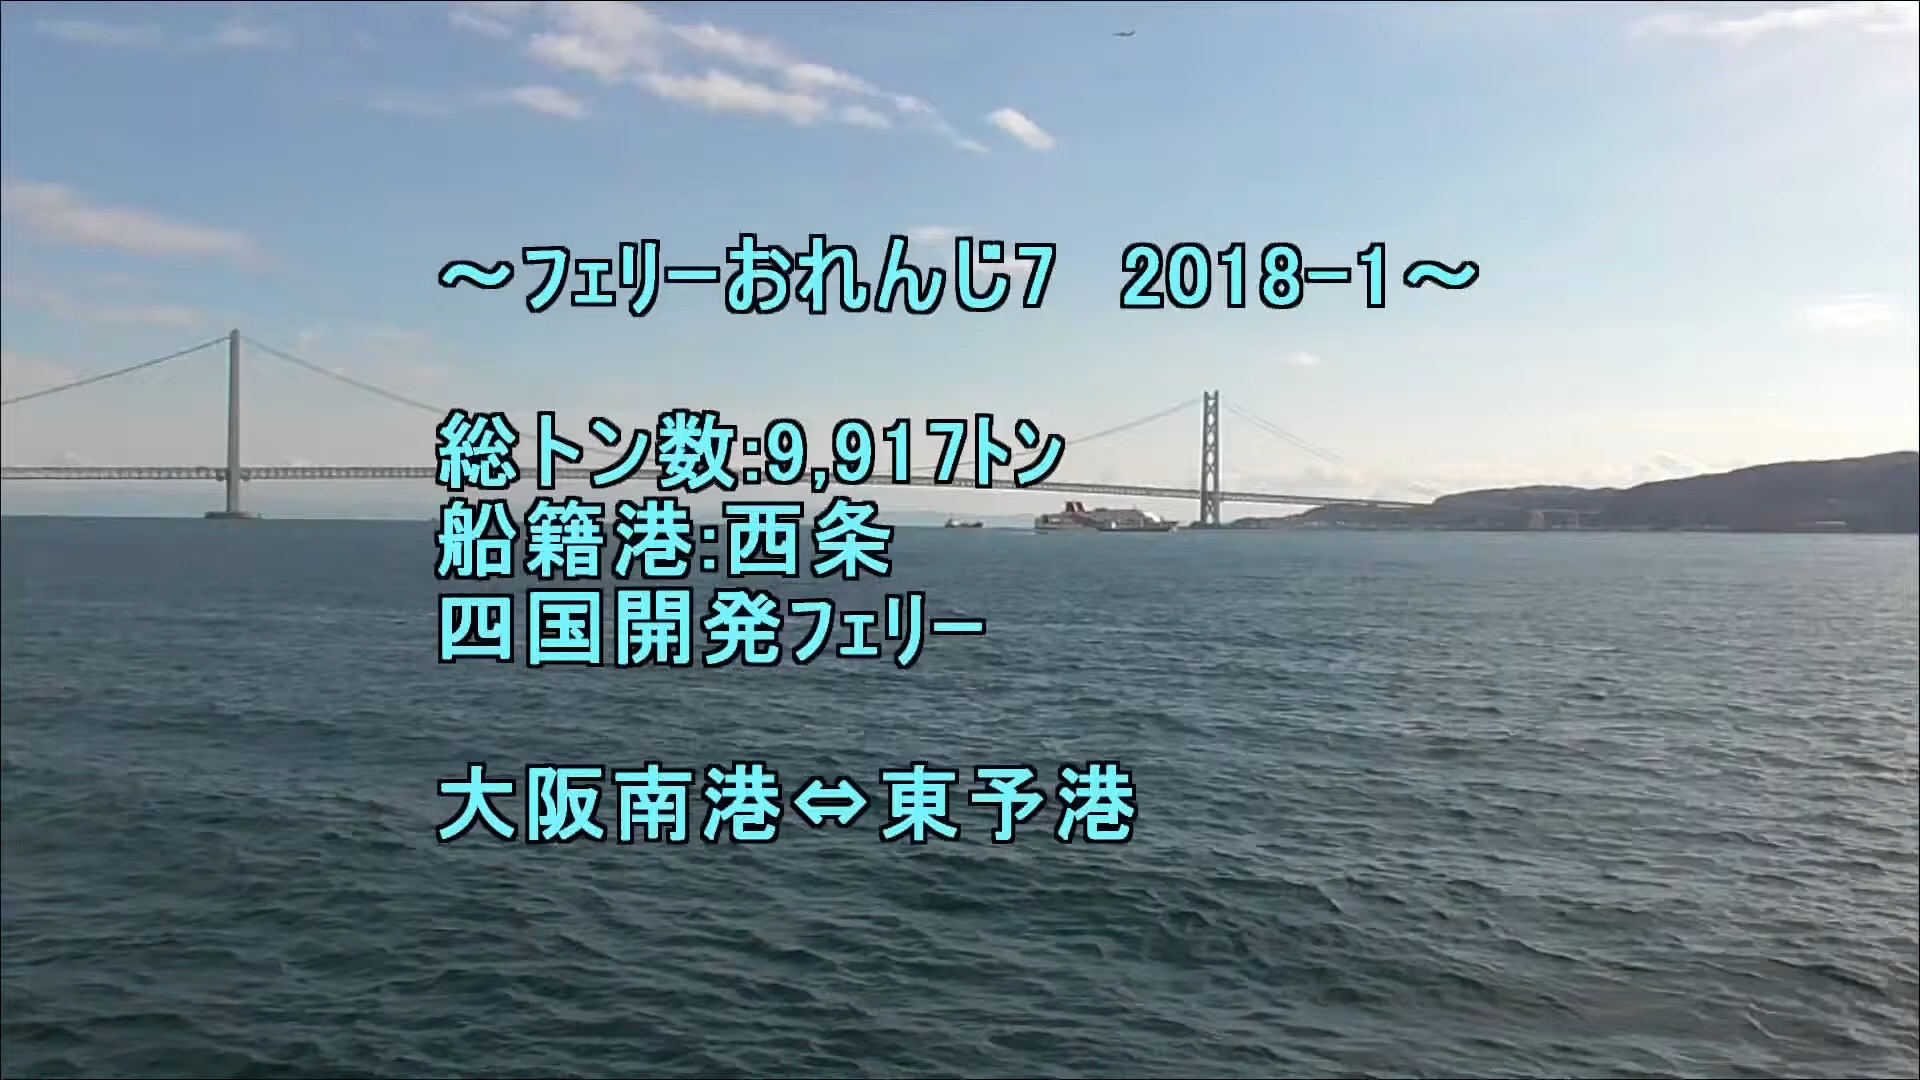 ～ﾌｪﾘｰおれんじ7　2018-1～
総トン数:9,917ﾄﾝ
船籍港:西条
四国開発ﾌｪﾘｰ
大阪南港⇔東予港